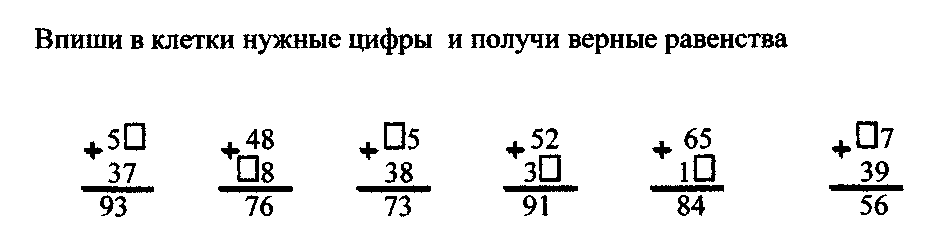 Впиши в клетки нужные цифры и получи верные равенства
+ 5□ + 48 + □5 + 52 + 65 + □7
37 □8 38 3□ 1□ 39
93 76 73 91 84 56